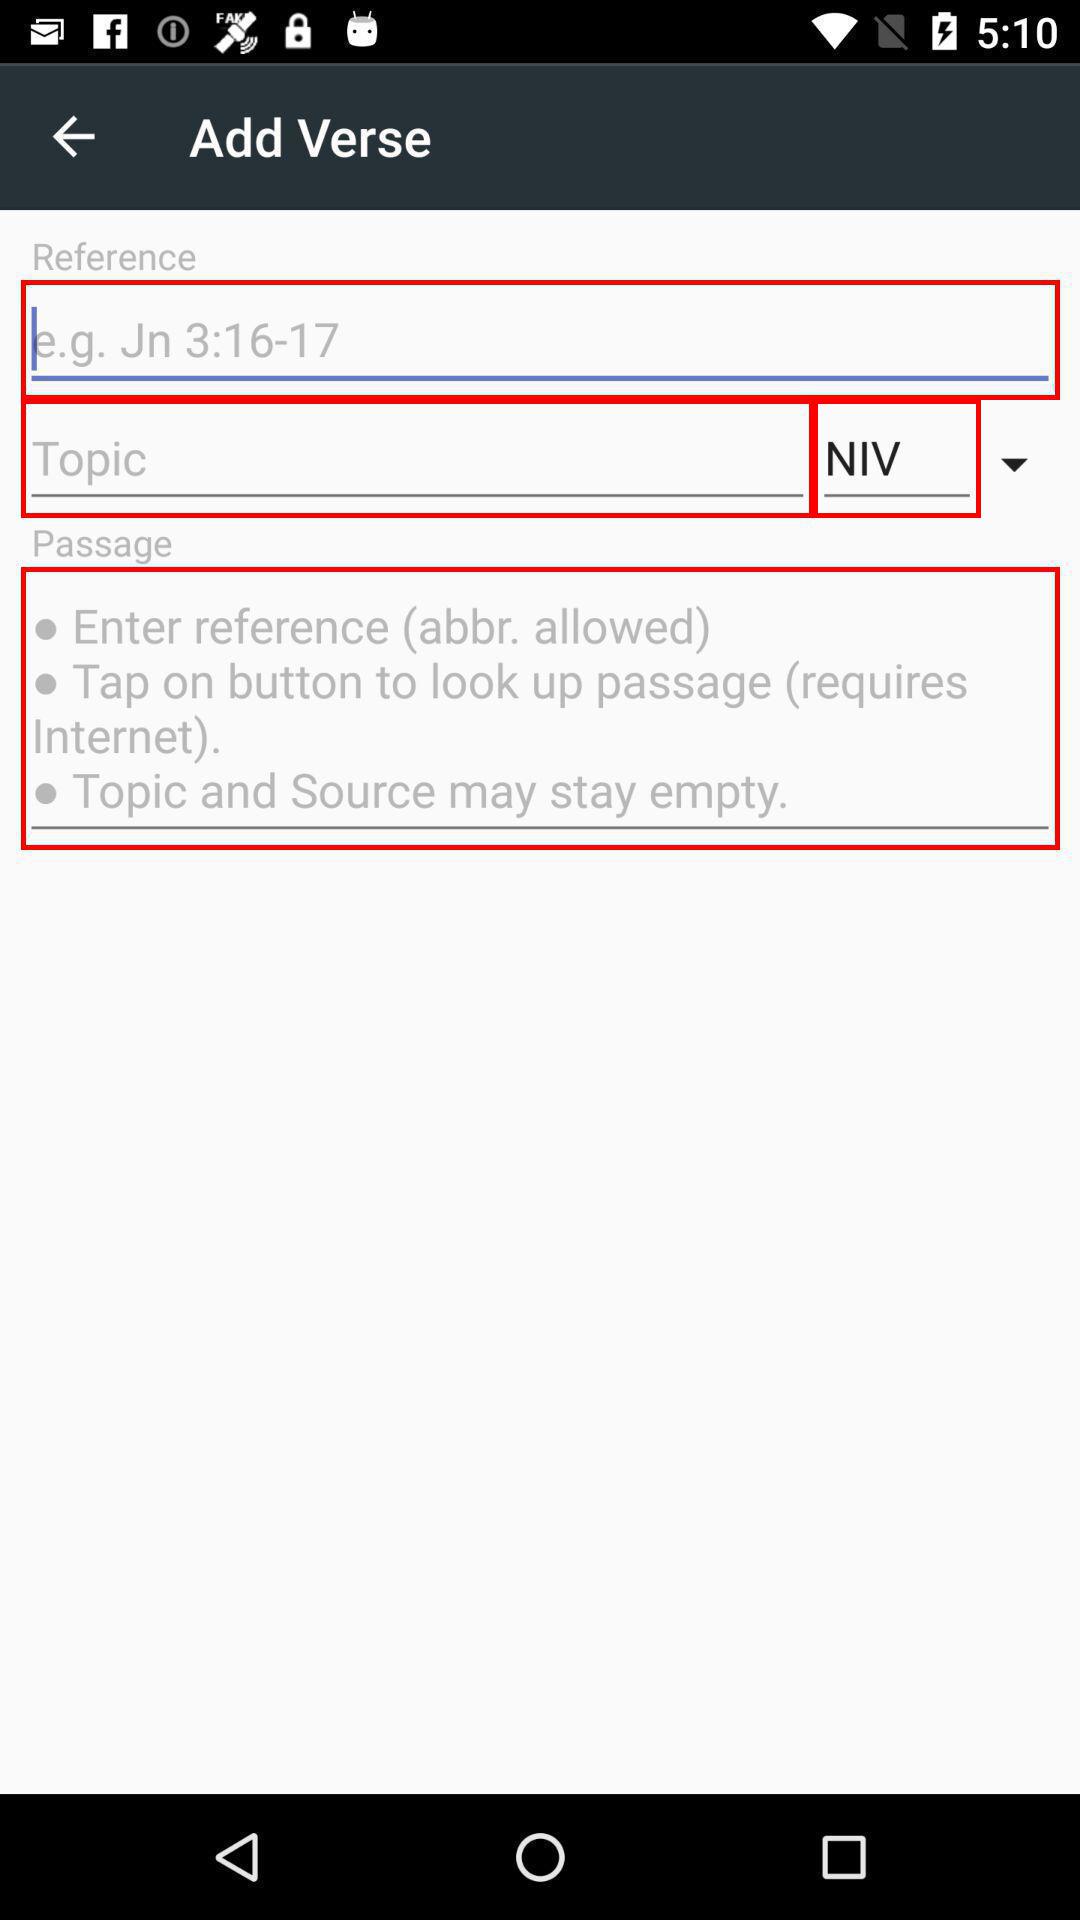 FAKE
5:10
Add Verse
Reference
e.g. Jn 3:16-17
Topic
NIV
Passage
● Enter reference (abbr. allowed)
● Tap on button to look up passage (requires
Internet).
● Topic and Source may stay empty.